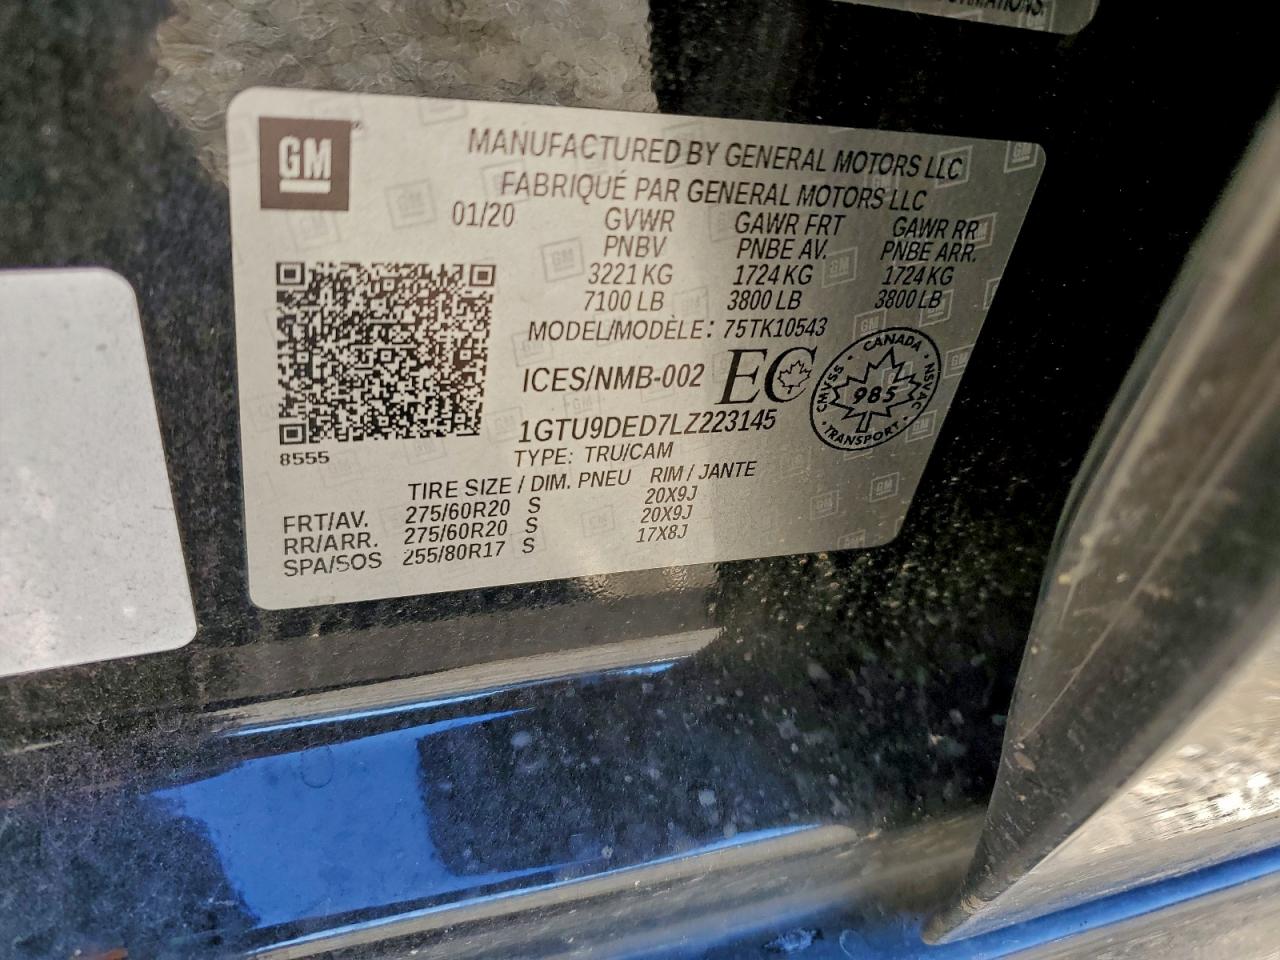 FORMATIONS.
GM
MANUFACTURED BY GENERAL MOTORS LLC
FABRIQUÉ PAR GENERAL MOTORS LLC
01/20 GVWR GAWR FRT GAWR RR
PNBV PNBE AV. PNBE ARR.
3221 KG 1724 KG 1724 KG
7100 LB 3800 LB 3800 LB
MODEL/MODÈLE: 75TK10543
ICES/NMB-002 EC
CANADA
CMVSS 985 NSVAC
TRANSPORT
1GTU9DED7LZ223145
8555
TYPE: TRU/CAM
TIRE SIZE / DIM. PNEU RIM / JANTE
FRT/AV. 275/60R20 S 20X9J
RR/ARR. 275/60R20 S 20X9J
SPA/SOS 255/80R17 S 17X8J